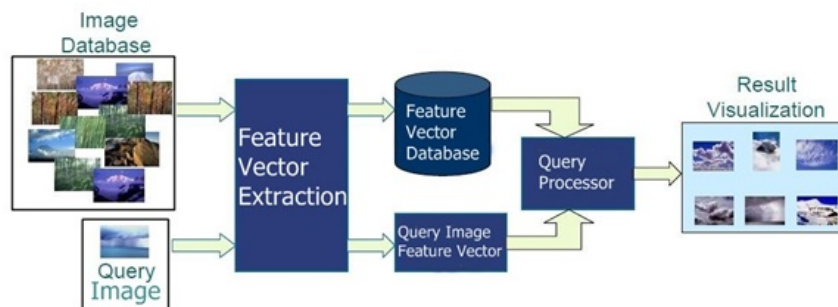 Image
Database
Query
Image
Feature
Vector
Extraction
Feature
Vector
Database
Query Image
Feature Vector
Query
Processor
Result
Visualization